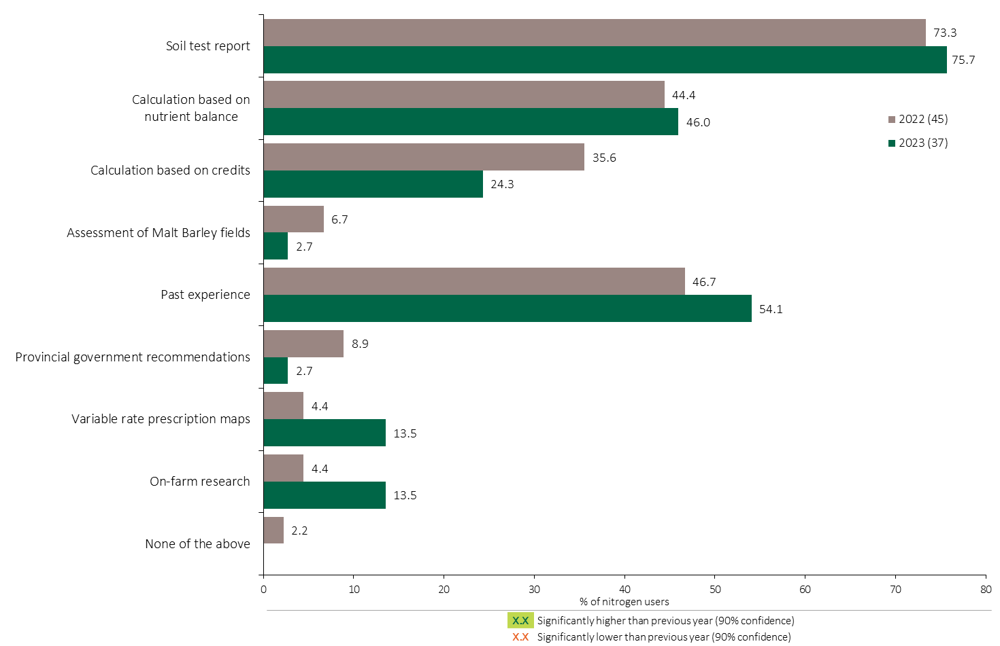 Soil test report
73.3
75.7
Calculation based on
nutrient balance
44.4
46.0
2022 (45)
2023 (37)
Calculation based on credits
35.6
24.3
Assessment of Malt Barley fields
6.7
2.7
Past experience
46.7
54.1
Provincial government recommendations
8.9
2.7
Variable rate prescription maps
4.4
13.5
On-farm research
4.4
13.5
None of the above
2.2
0 10 20 30 40 50 60 70 80
% of nitrogen users
X.X Significantly higher than previous year (90% confidence)
X.X Significantly lower than previous year (90% confidence)